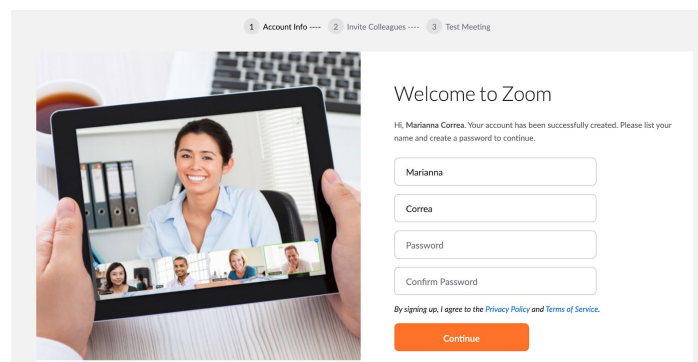 1 Account Info ---- 2 Invite Colleagues ---- 3 Test Meeting
Welcome to Zoom
Hi, Marianna Correa. Your account has been successfully created. Please list your
name and create a password to continue.
Marianna
Correa
Password
Confirm Password
By signing up, I agree to the Privacy Policy and Terms of Service.
Continue